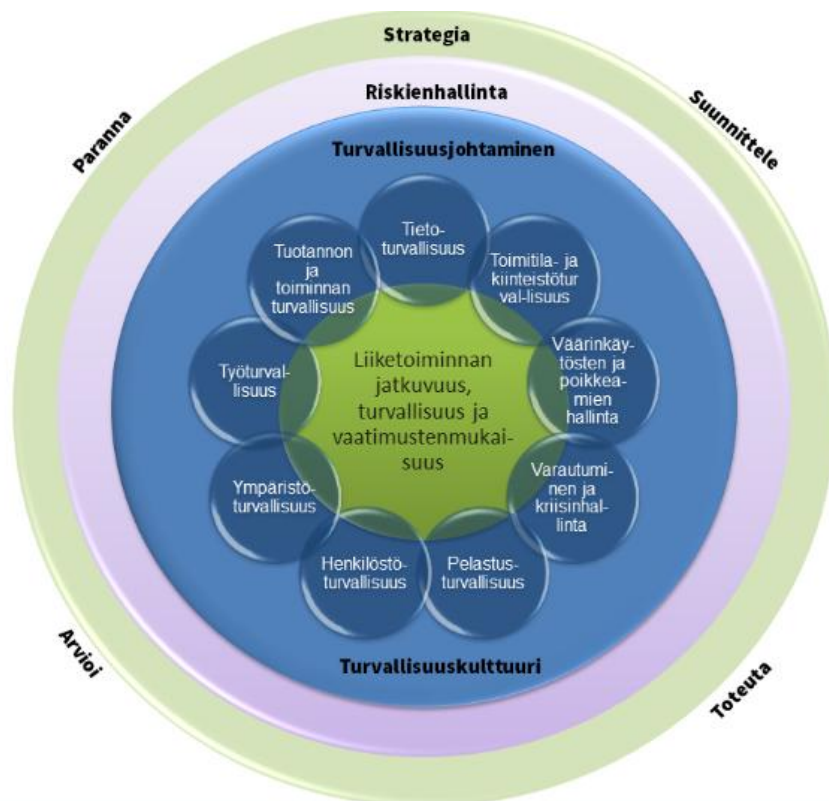 Strategia
Suunnittele
Toteuta
Arvioi
Paranna
Riskienhallinta
Turvallisuusjohtaminen
Tieto-
turvallisuus
Toimitila- ja
kiinteistötur
val-lisuus
Väärinkäy-
tösten ja
poikkea-
mien
hallinta
Varautumi-
nen ja
kriisinhal-
linta
Pelastus-
turvallisuus
Henkilöstö-
turvallisuus
Ympäristö-
turvallisuus
Työturval-
lisuus
Tuotannon
ja
toiminnan
turvallisuus
Liiketoiminnan
jatkuvuus,
turvallisuus ja
vaatimustenmukai-
suus
Turvallisuuskulttuuri